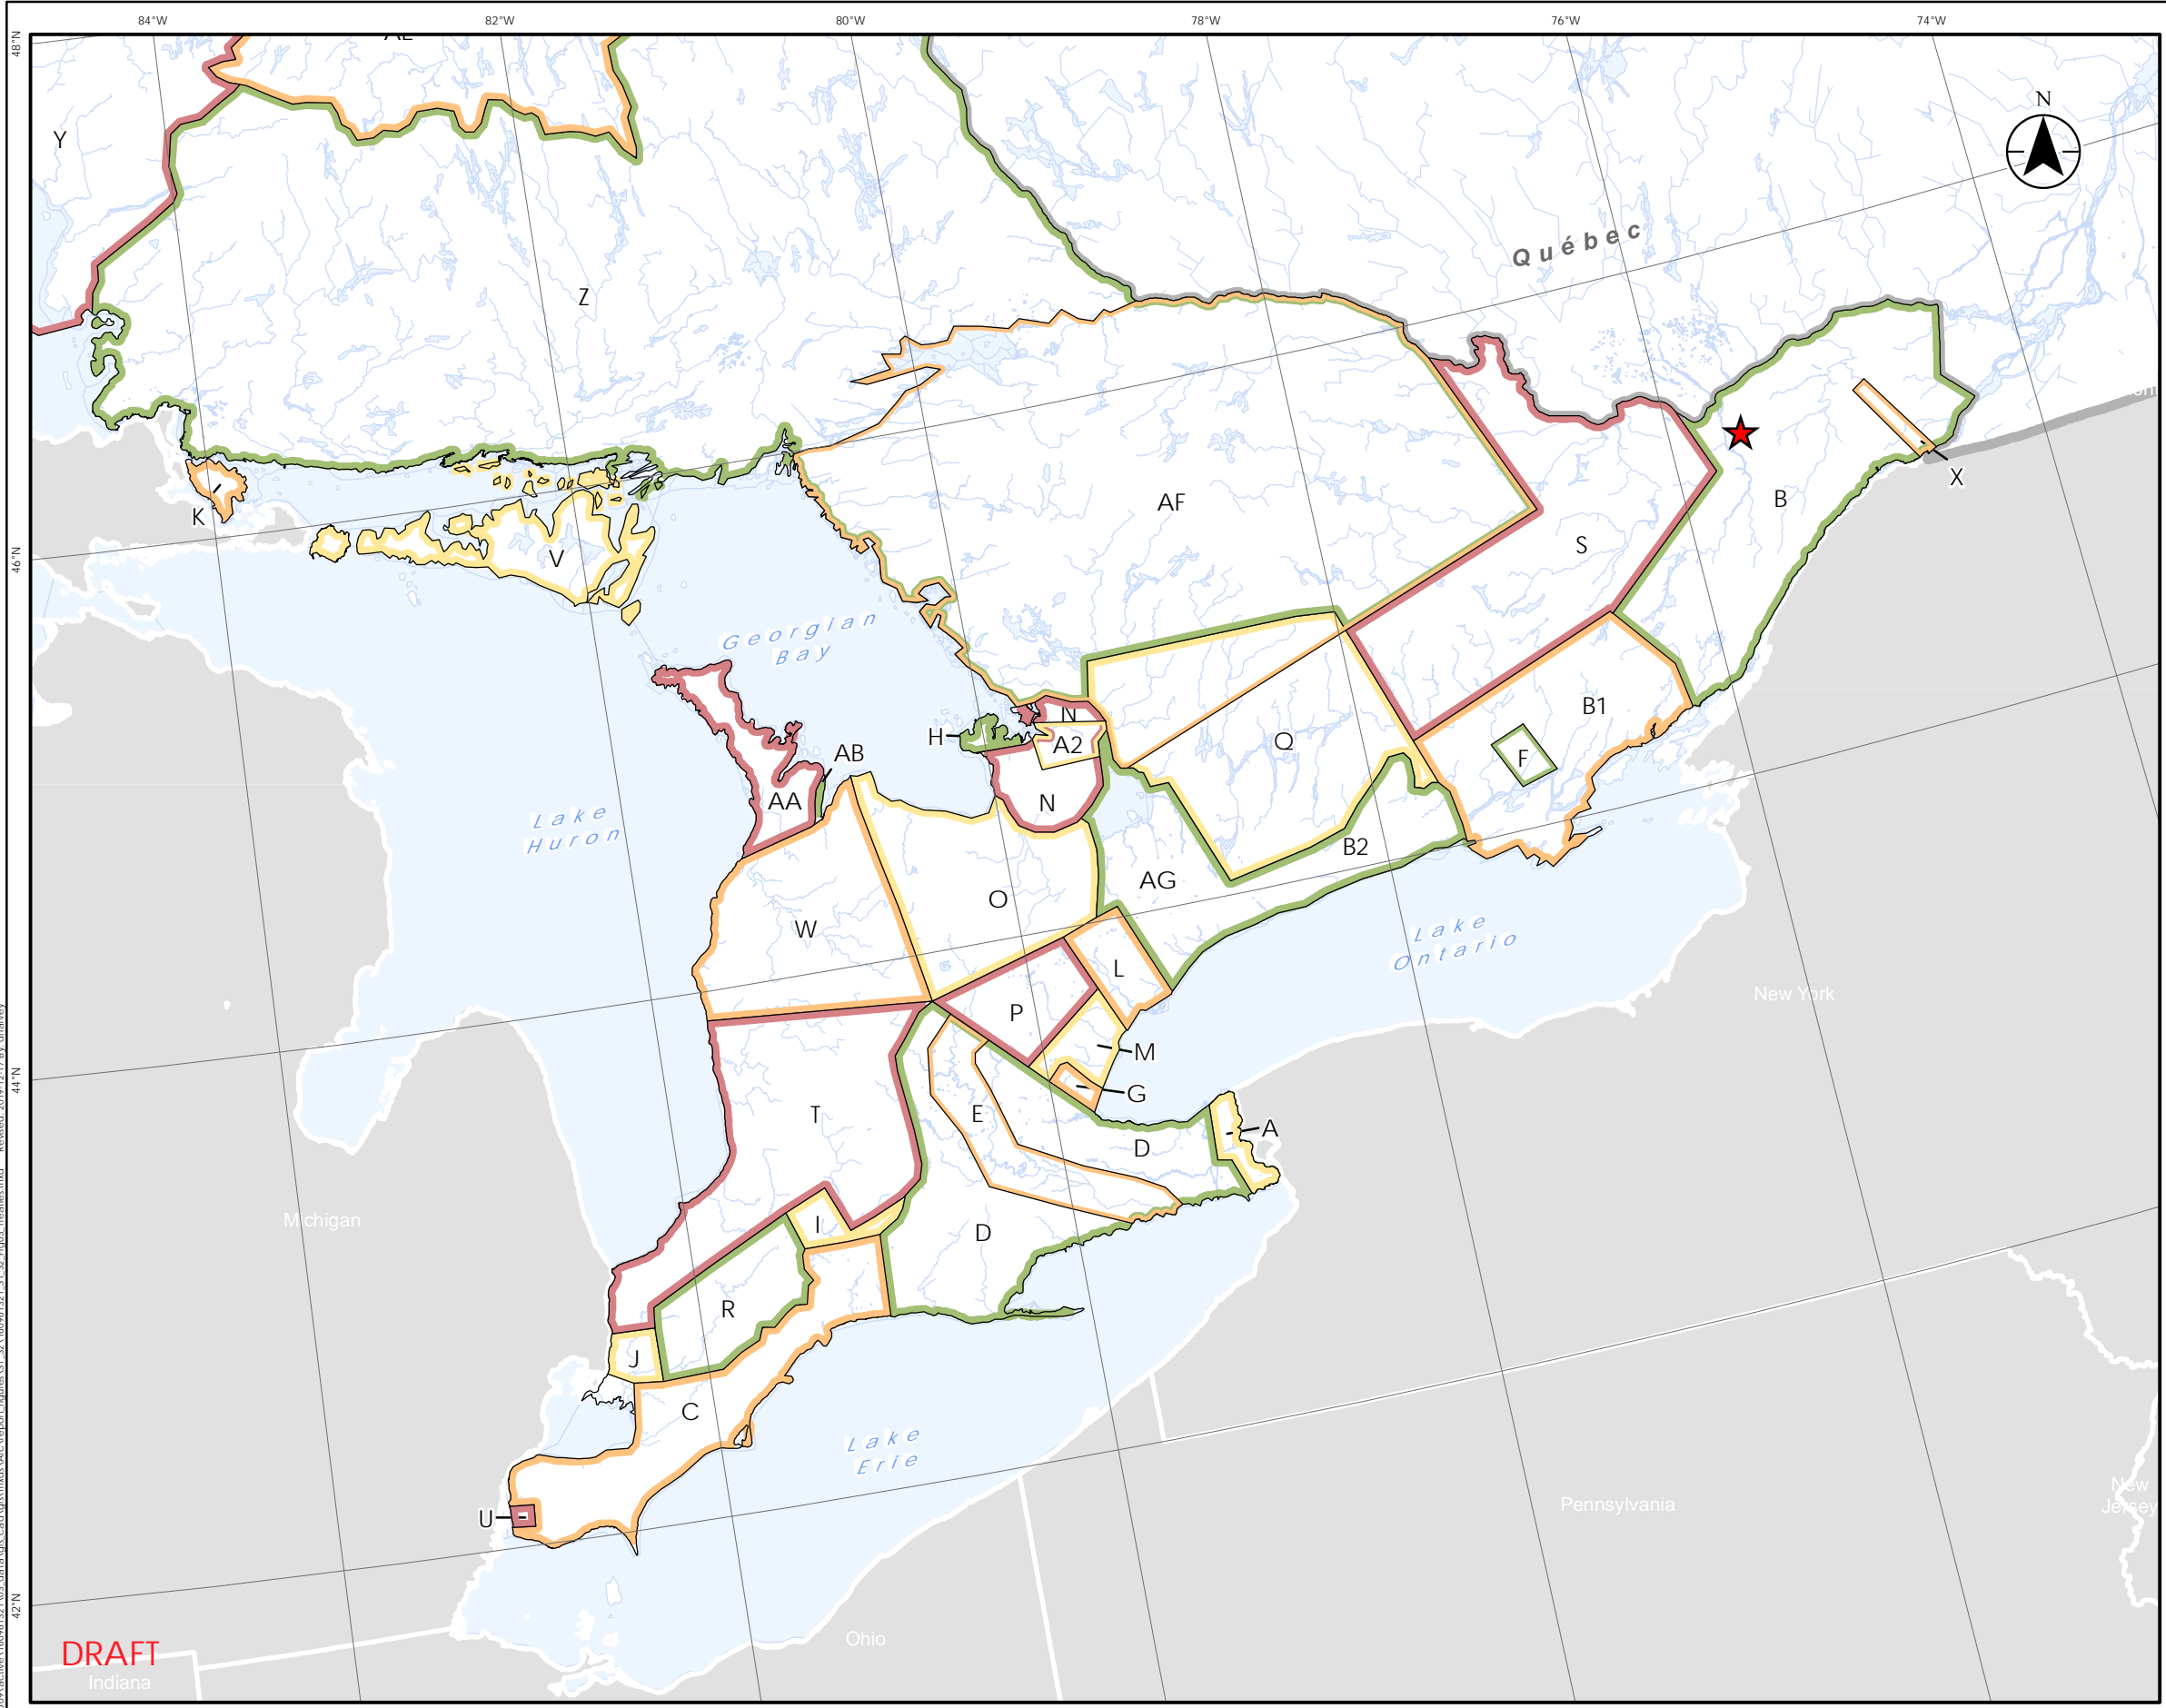 84°W
82°W
80°W
78°W
76°W
74°W
48°N
N
Y
Québec
Z
X
B
AF
K
S
46°N
V
Georgian
Bay
B1
N
H
A2
Q
AB
F
AA
N
Lake
Huron
B2
AG
O
W
Lake
Ontario
L
New York
P
M
44°N
G
T
E
A
D
Michigan
I
D
R
J
C
Lake
Erie
New
Jersey
Pennsylvania
U
42°N
Ohio
DRAFT
Indiana